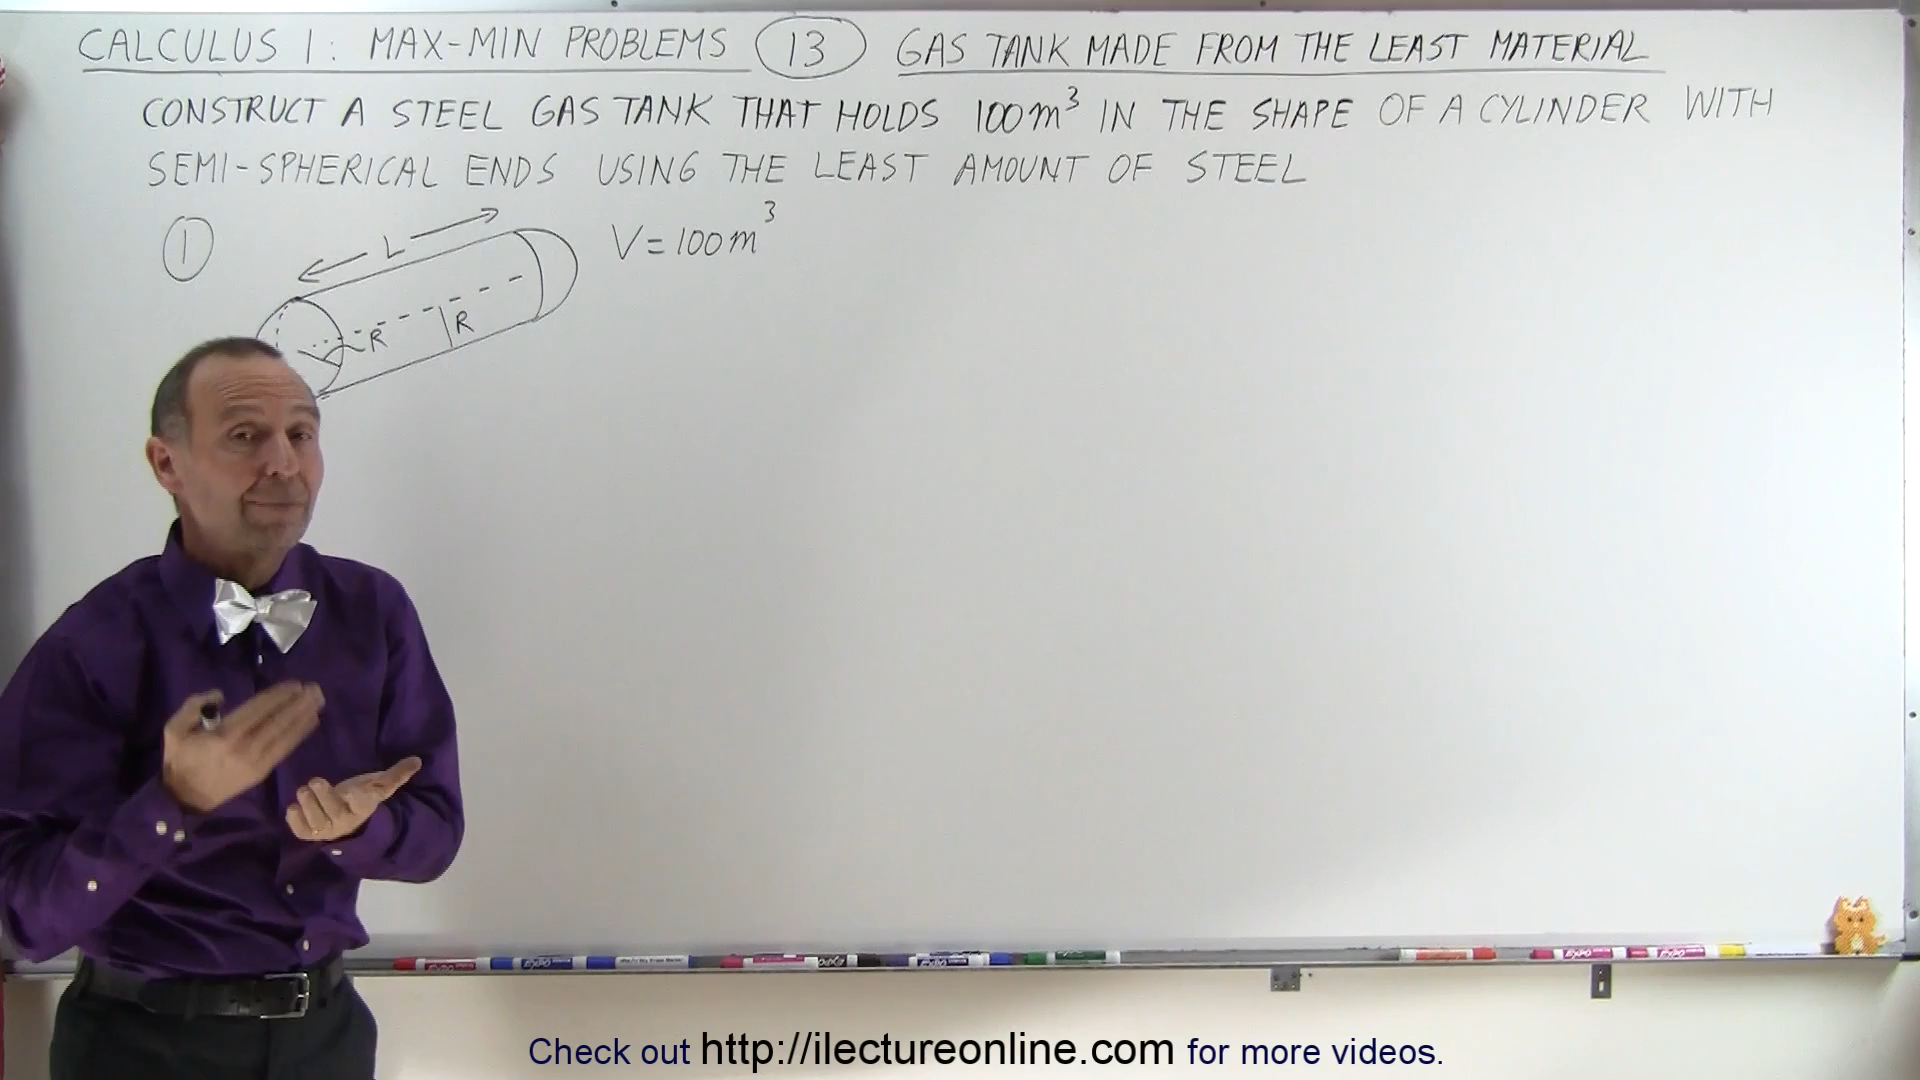 CALCULUS 1: MAX-MIN PROBLEMS 13 GAS TANK MADE FROM THE LEAST MATERIAL
CONSTRUCT A STEEL GAS TANK THAT HOLDS 100m³ IN THE SHAPE OF A CYLINDER WITH
SEMI-SPHERICAL ENDS USING THE LEAST AMOUNT OF STEEL
1
L
V=100m³
R
R
Check out http://ilectureonline.com for more videos.